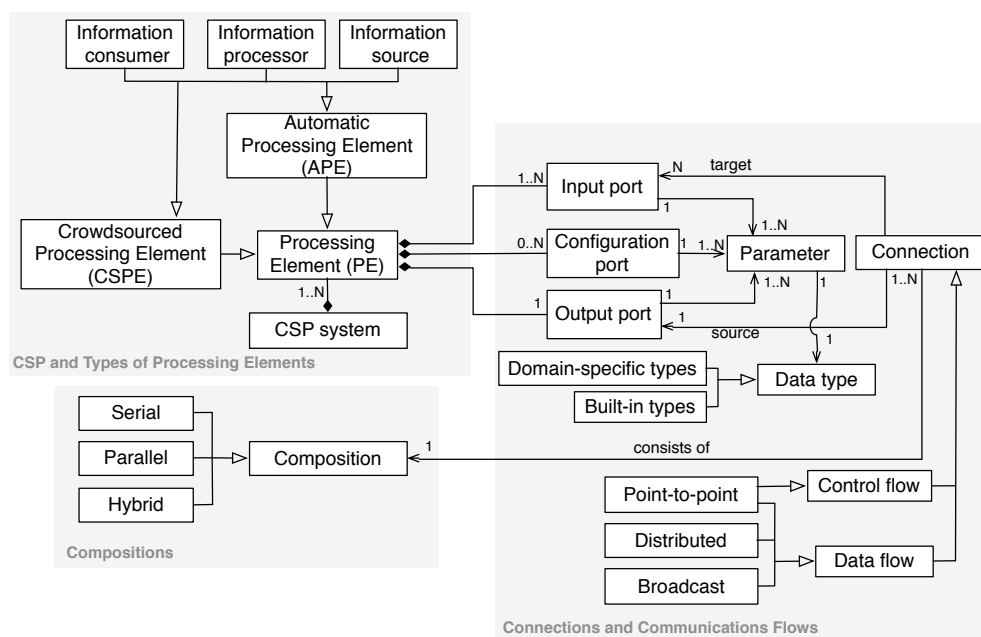 Information
consumer
Information
processor
Information
source
Automatic
Processing Element
(APE)
Crowdsourced
Processing Element
(CSPE)
Processing
Element (PE)
1..N
CSP system
CSP and Types of Processing Elements
1..N
Input port
N
target
1
1..N
0..N
Configuration
port
1
1..N
Parameter
Connection
1
Output port
1
1..N
1
1..N
1
source
1
Domain-specific types
Data type
Built-in types
Serial
Parallel
Hybrid
Composition
1
consists of
Compositions
Point-to-point
Control flow
Distributed
Data flow
Broadcast
Connections and Communications Flows